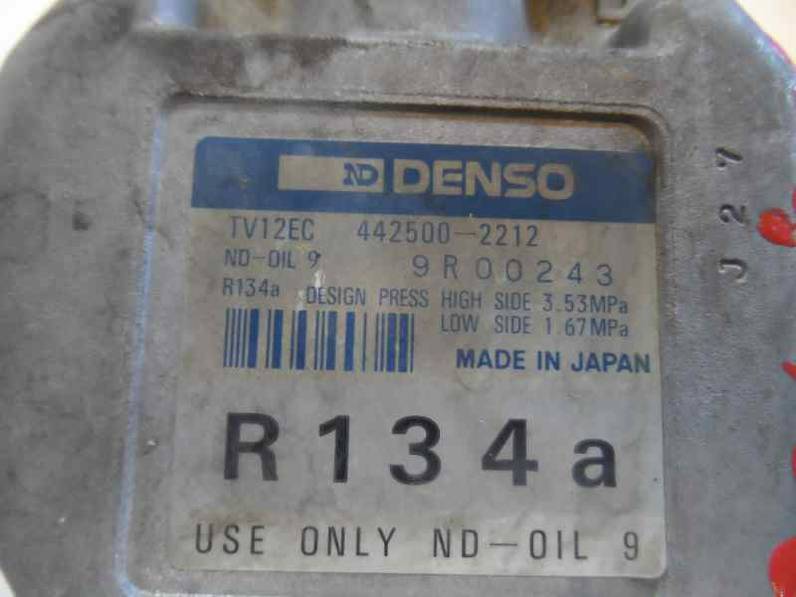 ND DENSO
TV12EC 442500-2212
ND-OIL 9 9R00243
R134a DESIGN PRESS HIGH SIDE 3.53MPa
LOW SIDE 1.67MPa
MADE IN JAPAN
R134a
USE ONLY ND-OIL 9
J27